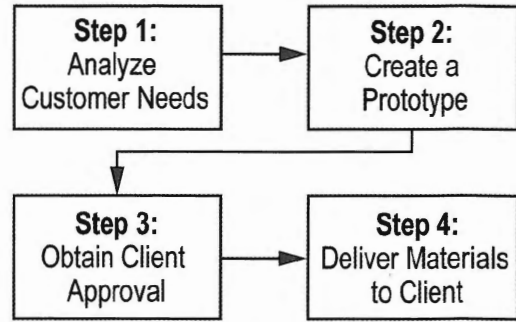 Step 1:
Analyze
Customer Needs
Step 2:
Create a
Prototype
Step 3:
Obtain Client
Approval
Step 4:
Deliver Materials
to Client